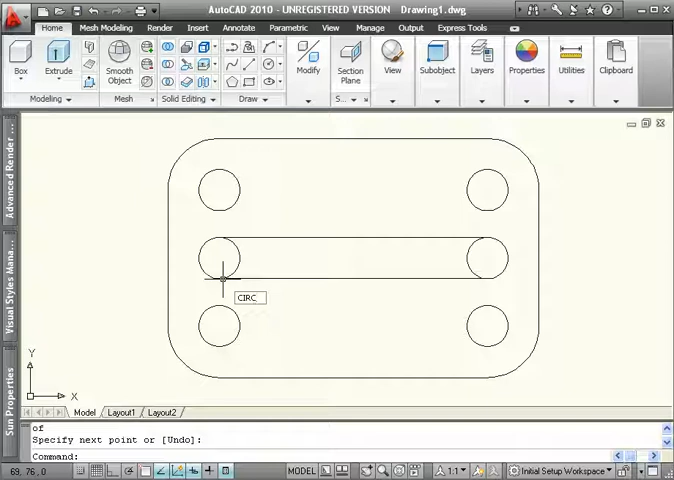 AutoCAD 2010 - UNREGISTERED VERSION Drawing1.dwg
Home Mesh Modeling Render Insert Annotate Parametric View Manage Output Express Tools
Box Extrude Smooth Object Modify Section Plane View Subobject Layers Properties Utilities Clipboard
Modeling Mesh Solid Editing Draw S...
Advanced Render ...
Visual Styles Mana...
Sun Properties
CIRC
Y
X
Model Layout1 Layout2
of
Specify next point or [Undo]:
Command:
69, 76, 0 MODEL 1:1 Initial Setup Workspace